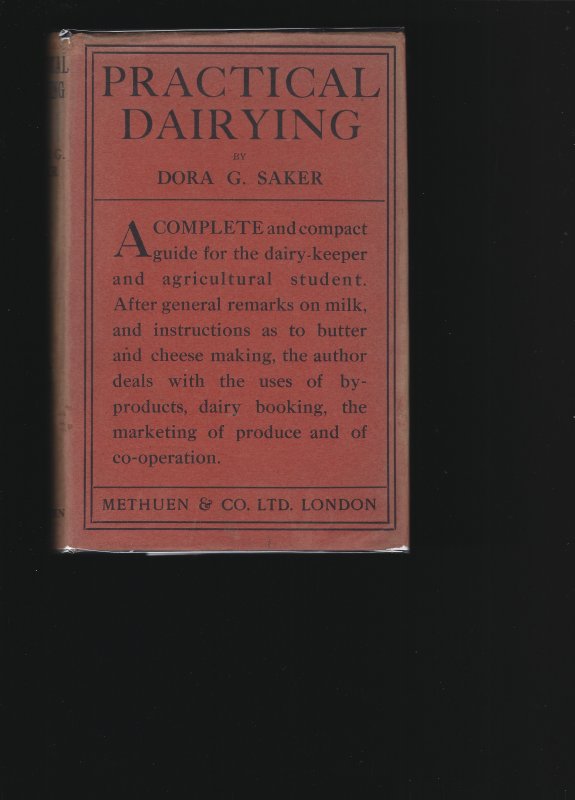 PRACTICAL
DAIRYING
BY
DORA G. SAKER
A COMPLETE and compact
guide for the dairy-keeper
and agricultural student.
After general remarks on milk,
and instructions as to butter
and cheese making, the author
deals with the uses of by-
products, dairy booking, the
marketing of produce and of
co-operation.
METHUEN & CO. LTD. LONDON